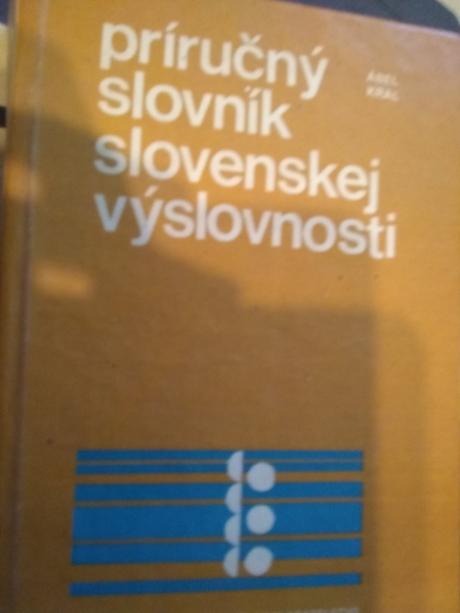 príručný
slovník
slovenskej
výslovnosti
ÁBEL
KRÁĽ